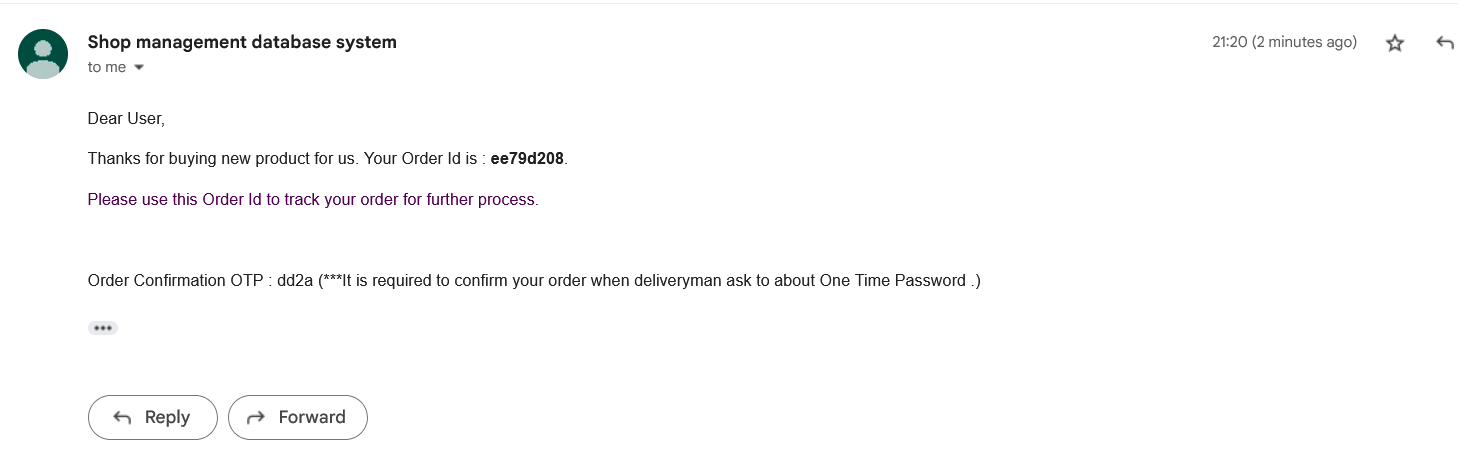 Shop management database system
21:20 (2 minutes ago)
to me
Dear User,
Thanks for buying new product for us. Your Order Id is : ee79d208.
Please use this Order Id to track your order for further process.
Order Confirmation OTP : dd2a (***It is required to confirm your order when deliveryman ask to about One Time Password .)
Reply
Forward